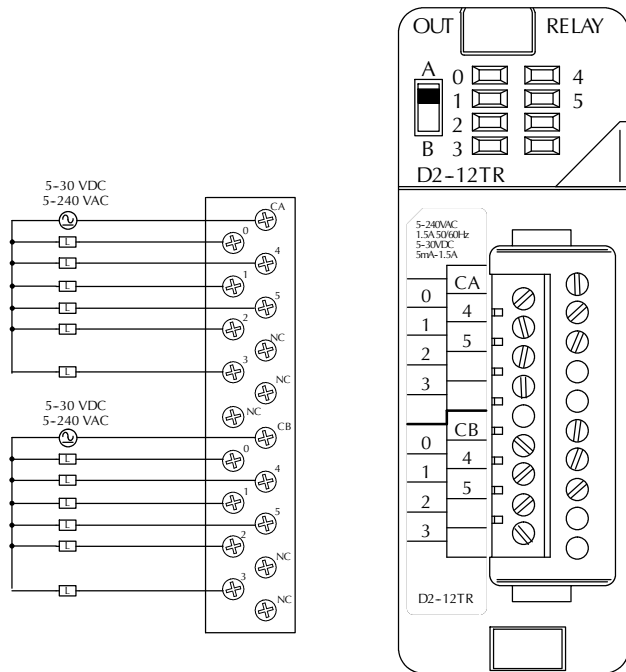 5-30 VDC
5-240 VAC
CA
0
L
4
L
1
L
5
L
2
L
NC
3
L
NC
NC
5-30 VDC
5-240 VAC
CB
0
L
4
L
1
L
5
L
2
L
NC
3
L
NC
OUT RELAY
A
0 4
1 5
2
B 3
D2-12TR
5-240VAC
1.5A 50/60Hz
5-30VDC
5mA-1.5A
CA
0
4
1
5
2
3
CB
0
4
1
5
2
3
D2-12TR